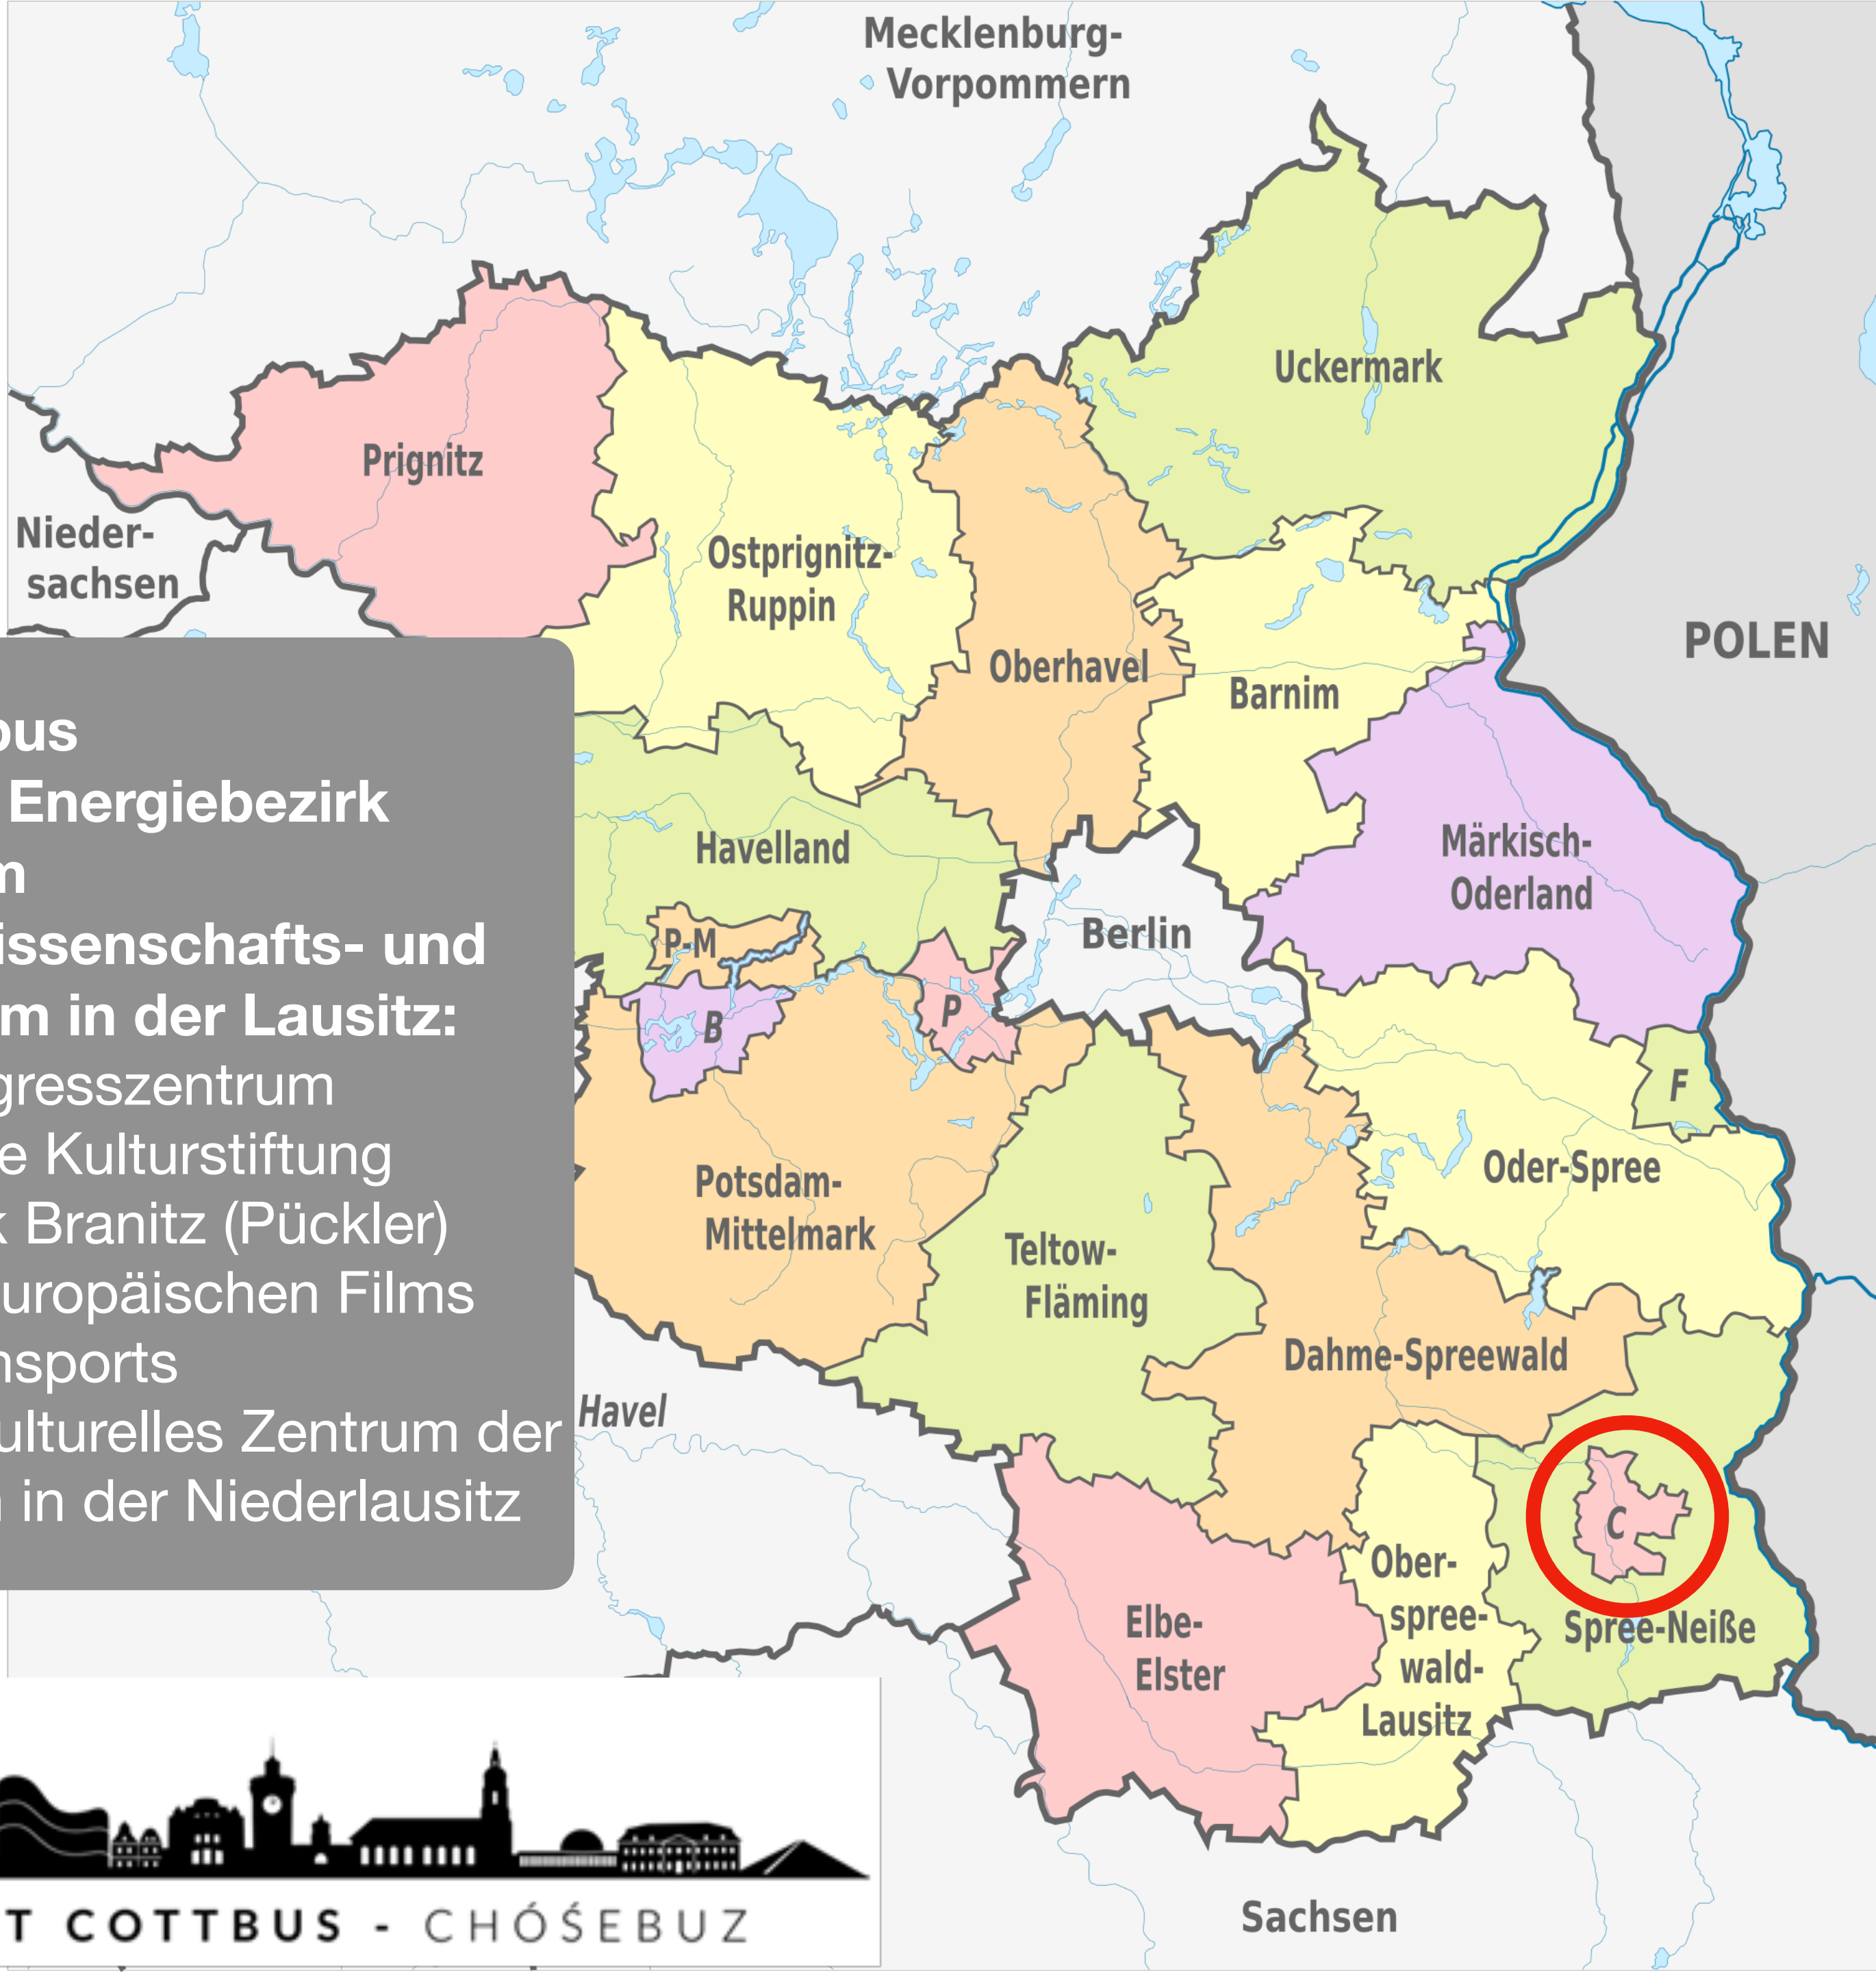 Mecklenburg-
Vorpommern
Uckermark
Prignitz
Nieder-
sachsen
Ostprignitz-
Ruppin
Oberhavel
Barnim
POLEN
Märkisch-
Oderland
Havelland
P-M
Berlin
B
P
F
Potsdam-
Mittelmark
Teltow-
Fläming
Oder-Spree
Dahme-Spreewald
Havel
C
Spree-Neiße
Ober-
spree-
wald-
Lausitz
Elbe-
Elster
Sachsen
bus
Energiebezirk
m
issenschafts- und
m in der Lausitz:
gresszentrum
e Kulturstiftung
k Branitz (Pückler)
uropäischen Films
nsports
ulturelles Zentrum der
n in der Niederlausitz
T COTTBUS - CHÓŚEBUZ